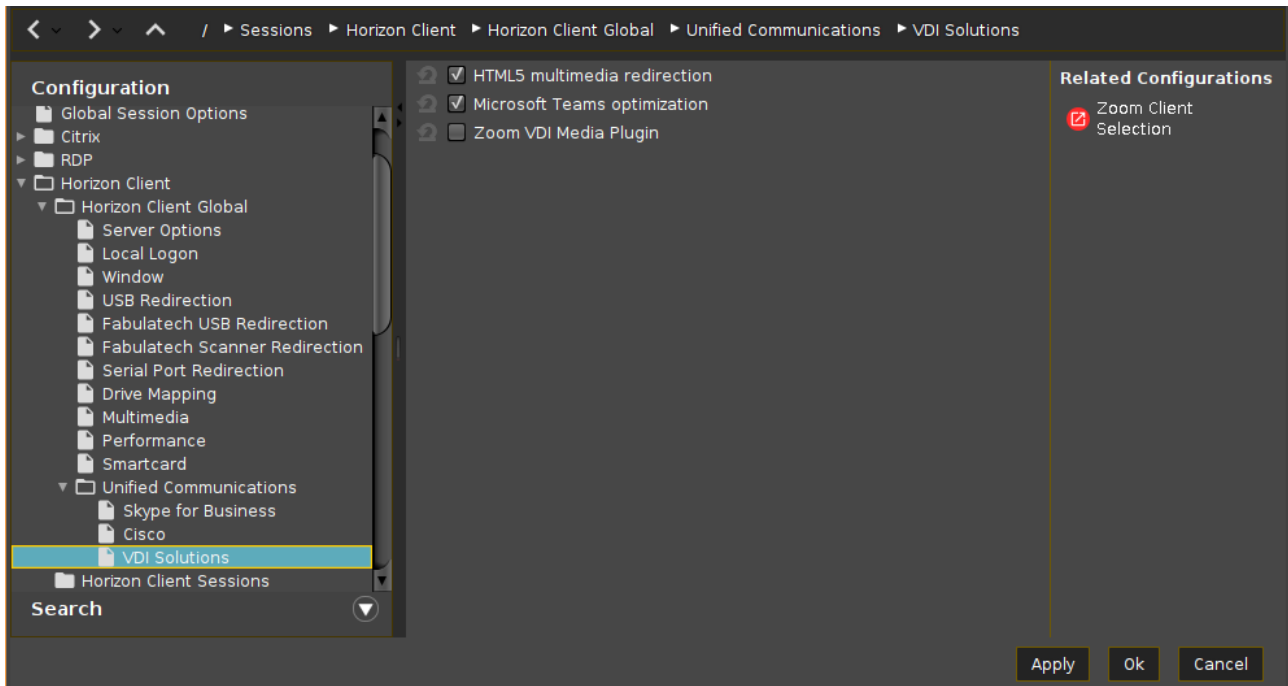 / Sessions Horizon Client Horizon Client Global Unified Communications VDI Solutions
Configuration
Global Session Options
Citrix
RDP
Horizon Client
Horizon Client Global
Server Options
Local Logon
Window
USB Redirection
Fabulatech USB Redirection
Fabulatech Scanner Redirection
Serial Port Redirection
Drive Mapping
Multimedia
Performance
Smartcard
Unified Communications
Skype for Business
Cisco
VDI Solutions
Horizon Client Sessions
Search
HTML5 multimedia redirection
Microsoft Teams optimization
Zoom VDI Media Plugin
Related Configurations
Zoom Client
Selection
Apply
Ok
Cancel